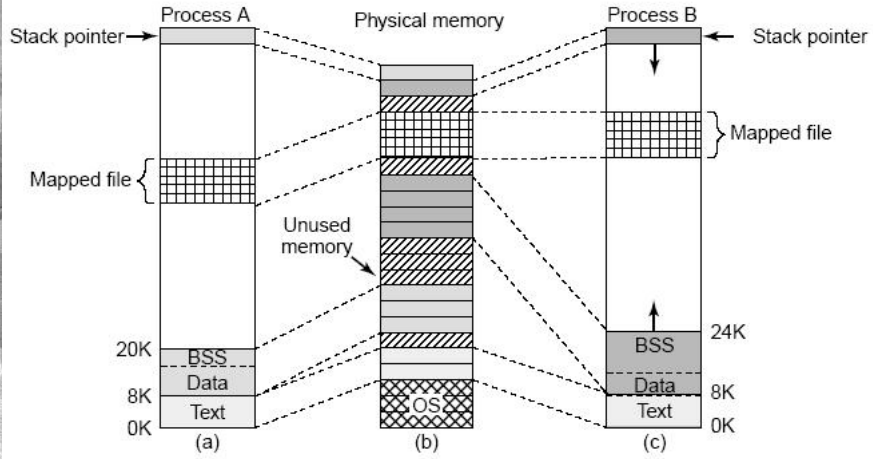 Process A
Physical memory
Process B
Stack pointer
Stack pointer
Mapped file
Mapped file
Unused
memory
20K
BSS
Data
8K
Text
0K
OS
24K
BSS
Data
8K
Text
0K
(a)
(b)
(c)